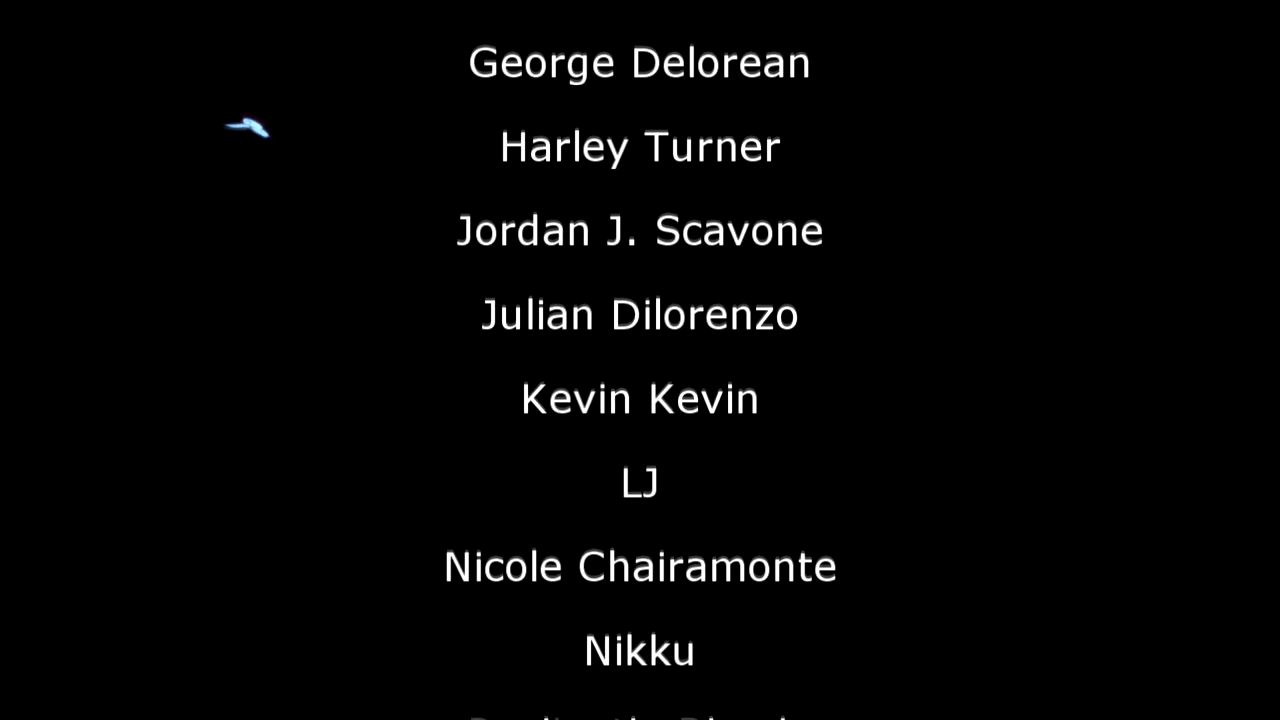 George Delorean
Harley Turner
Jordan J. Scavone
Julian Dilorenzo
Kevin Kevin
LJ
Nicole Chairamonte
Nikku